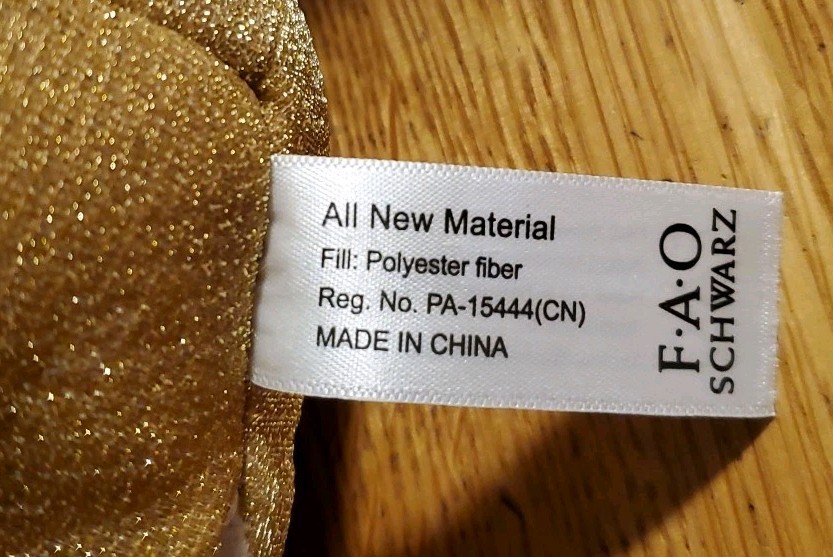 All New Material
Fill: Polyester fiber
Reg. No. PA-15444(CN)
MADE IN CHINA
F·A·O
SCHWARZ